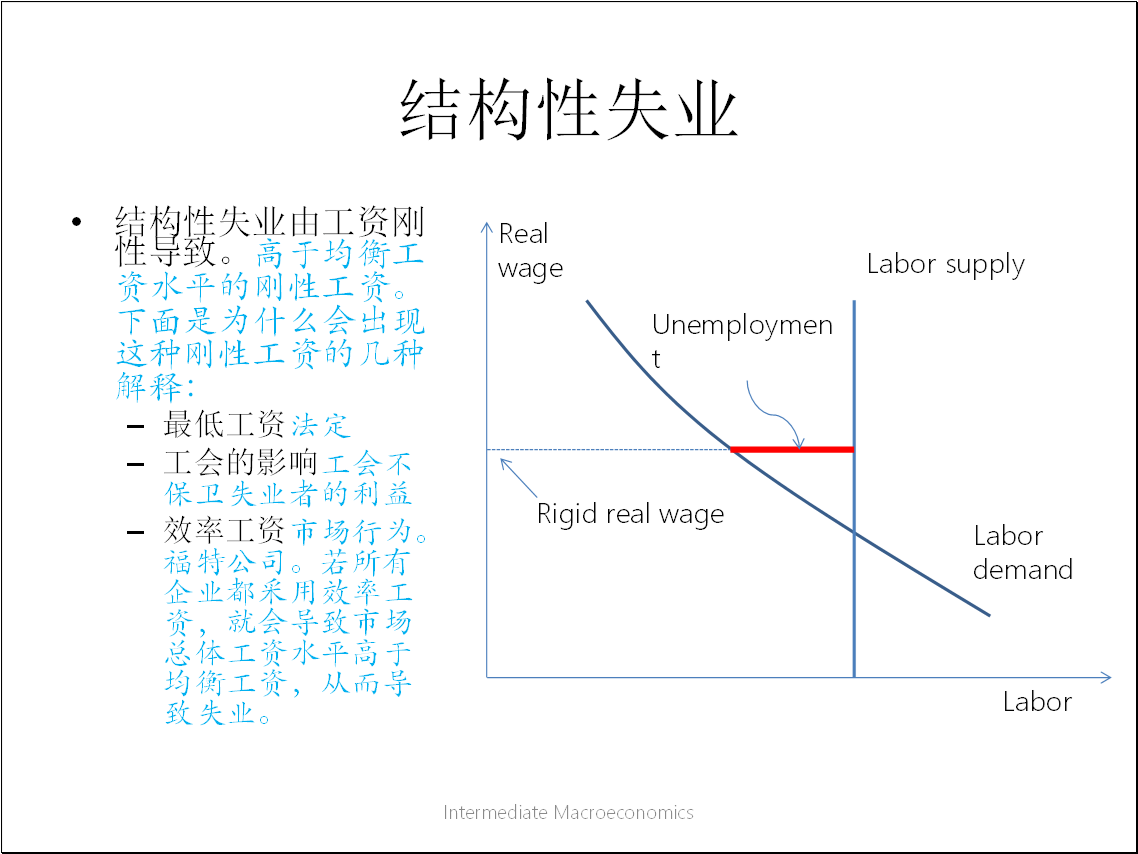 结构性失业
• 结构性失业由工资刚
性导致。高于均衡工
资水平的刚性工资。
下面是为什么会出现
这种刚性工资的几种
解释:
– 最低工资法定
– 工会的影响工会不
保卫失业者的利益
– 效率工资市场行为。
福特公司。若所有
企业都采用效率工
资，就会导致市场
总体工资水平高于
均衡工资，从而导
致失业。
Real
wage
Labor supply
Unemploymen
t
Rigid real wage
Labor
demand
Labor
Intermediate Macroeconomics